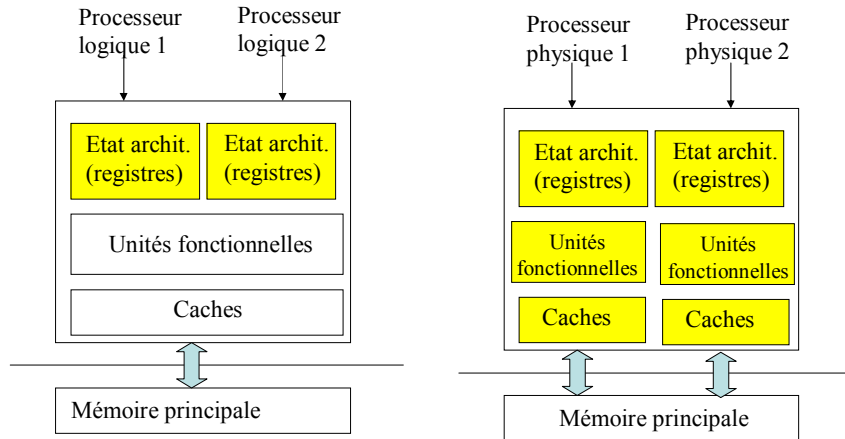 Processeur
logique 1
Processeur
logique 2
Etat archit.
(registres)
Etat archit.
(registres)
Unités fonctionnelles
Caches
Mémoire principale
Processeur
physique 1
Processeur
physique 2
Etat archit.
(registres)
Etat archit.
(registres)
Unités
fonctionnelles
Unités
fonctionnelles
Caches
Caches
Mémoire principale